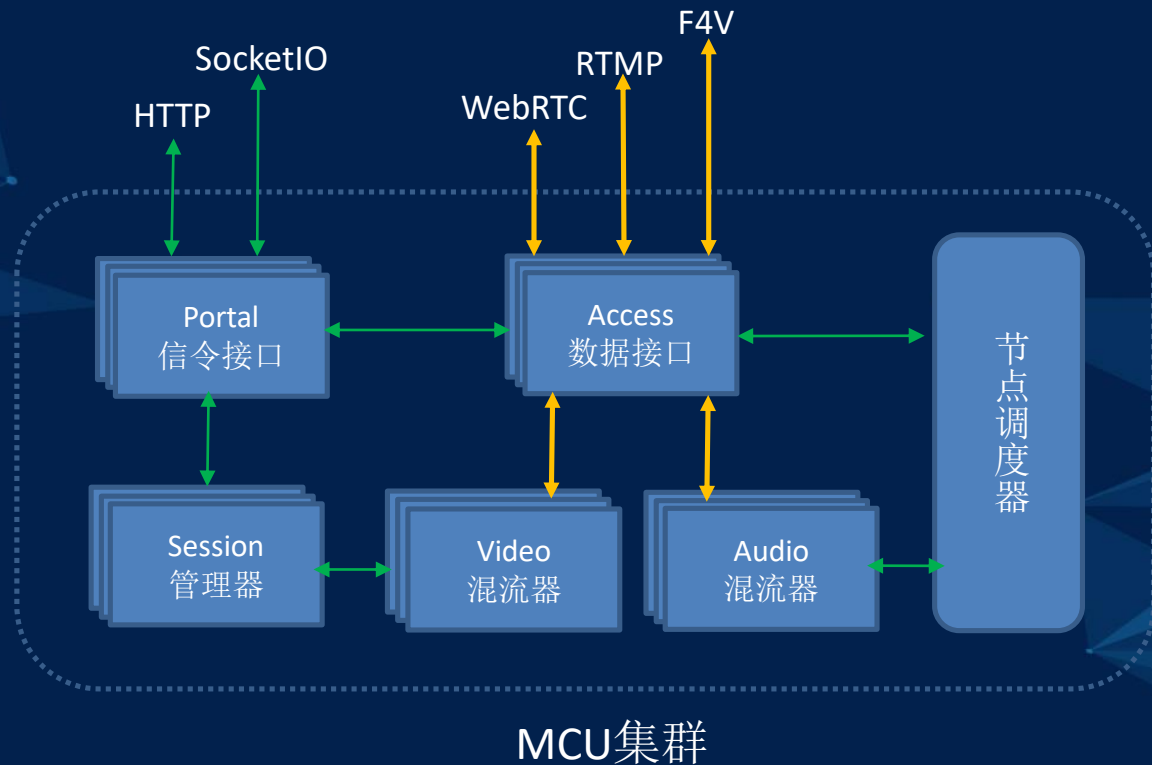 F4V
SocketIO
RTMP
WebRTC
HTTP
Portal
信令接口
Access
数据接口
节点调度器
Session
管理器
Video
混流器
Audio
混流器
MCU集群